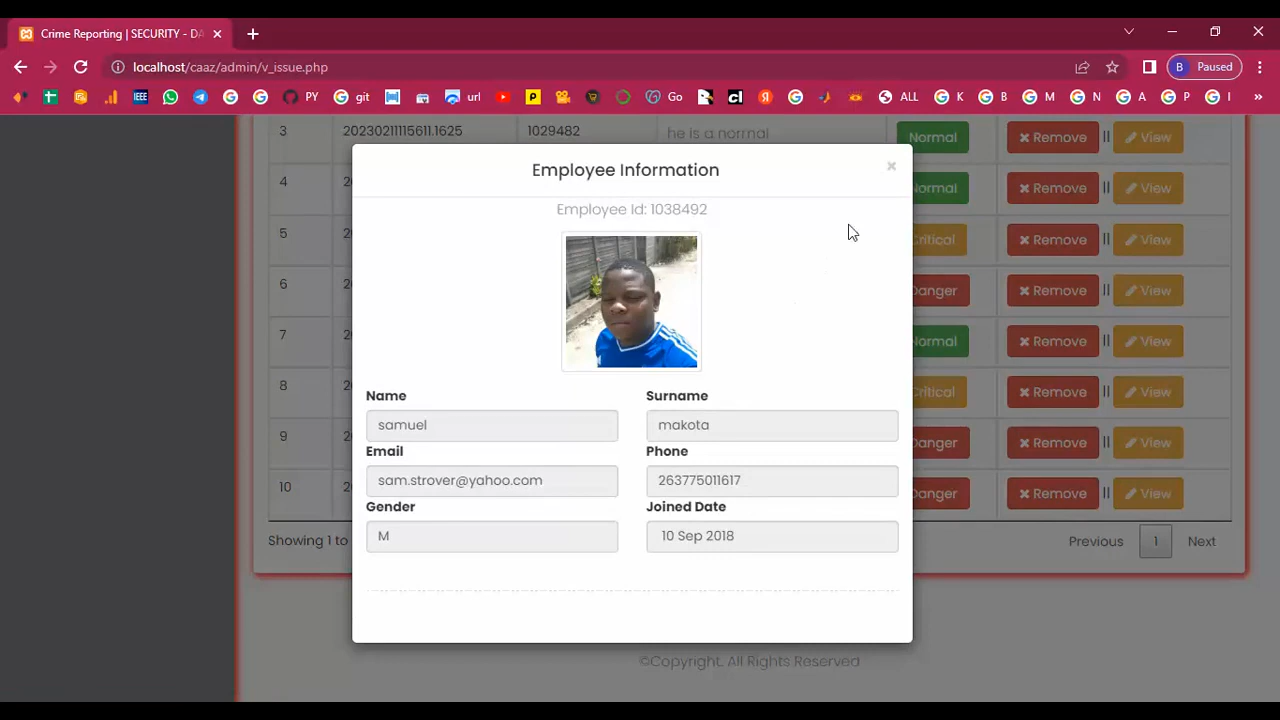 Crime Reporting | SECURITY - DA
localhost/caaz/admin/v_issue.php
B Paused
IEEE PY git url P Go cl Я ALL K B M N A P I »
3 20230211115611.1625 1029482 he is a normal Normal Remove || View
4 Normal Remove || View
5 Critical Remove || View
6 Danger Remove || View
7 Normal Remove || View
8 Critical Remove || View
9 Danger Remove || View
10 Danger Remove || View
Showing 1 to Previous 1 Next
Employee Information ×
Employee Id: 1038492
Name Surname
samuel makota
Email Phone
sam.strover@yahoo.com 263775011617
Gender Joined Date
M 10 Sep 2018
©Copyright. All Rights Reserved